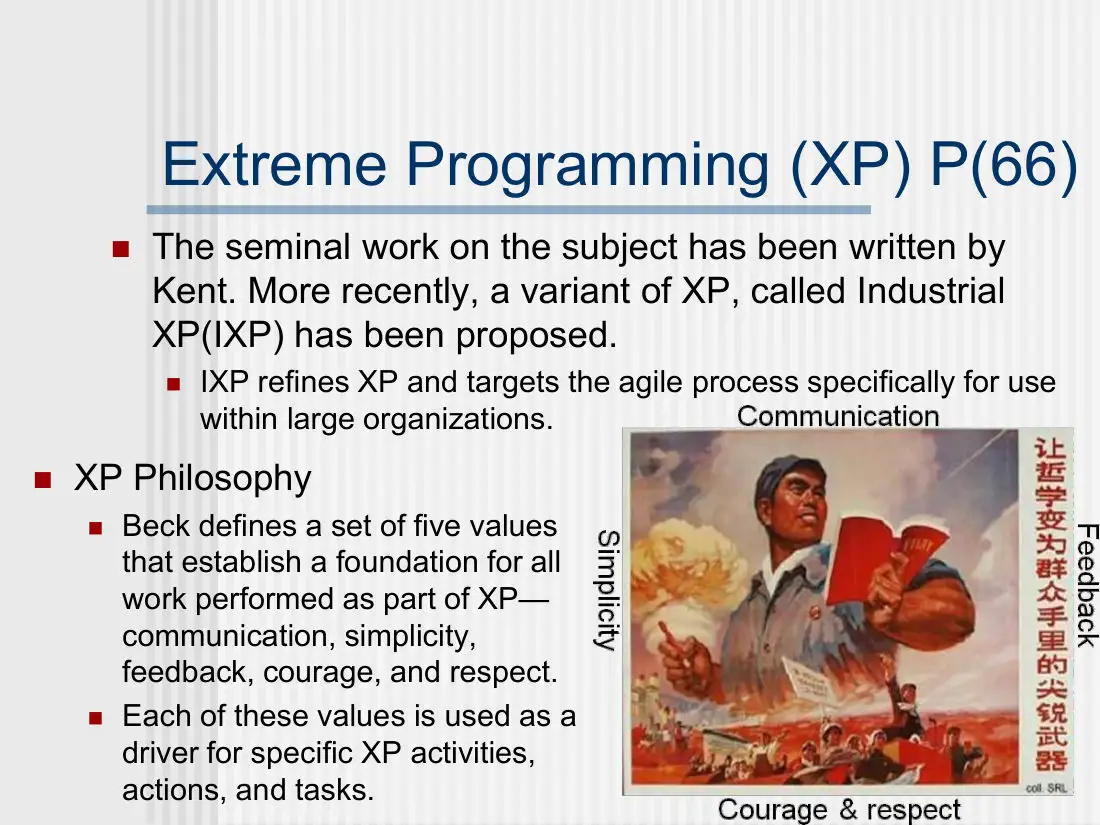 Extreme Programming (XP) P(66)
The seminal work on the subject has been written by
Kent. More recently, a variant of XP, called Industrial
XP(IXP) has been proposed.
IXP refines XP and targets the agile process specifically for use
within large organizations.
XP Philosophy
Beck defines a set of five values
that establish a foundation for all
work performed as part of XP—
communication, simplicity,
feedback, courage, and respect.
Each of these values is used as a
driver for specific XP activities,
actions, and tasks.
Communication
Simplicity
让哲学变为群众手里的尖锐武器
Feedback
coll. SRL
Courage & respect